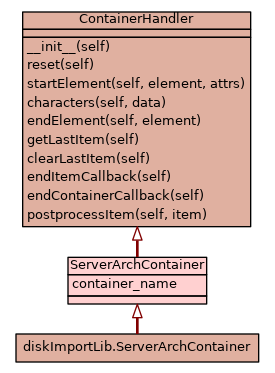 ContainerHandler
__init__(self)
reset(self)
startElement(self, element, attrs)
characters(self, data)
endElement(self, element)
getLastItem(self)
clearLastItem(self)
endItemCallback(self)
endContainerCallback(self)
postprocessItem(self, item)
ServerArchContainer
container_name
diskImportLib.ServerArchContainer